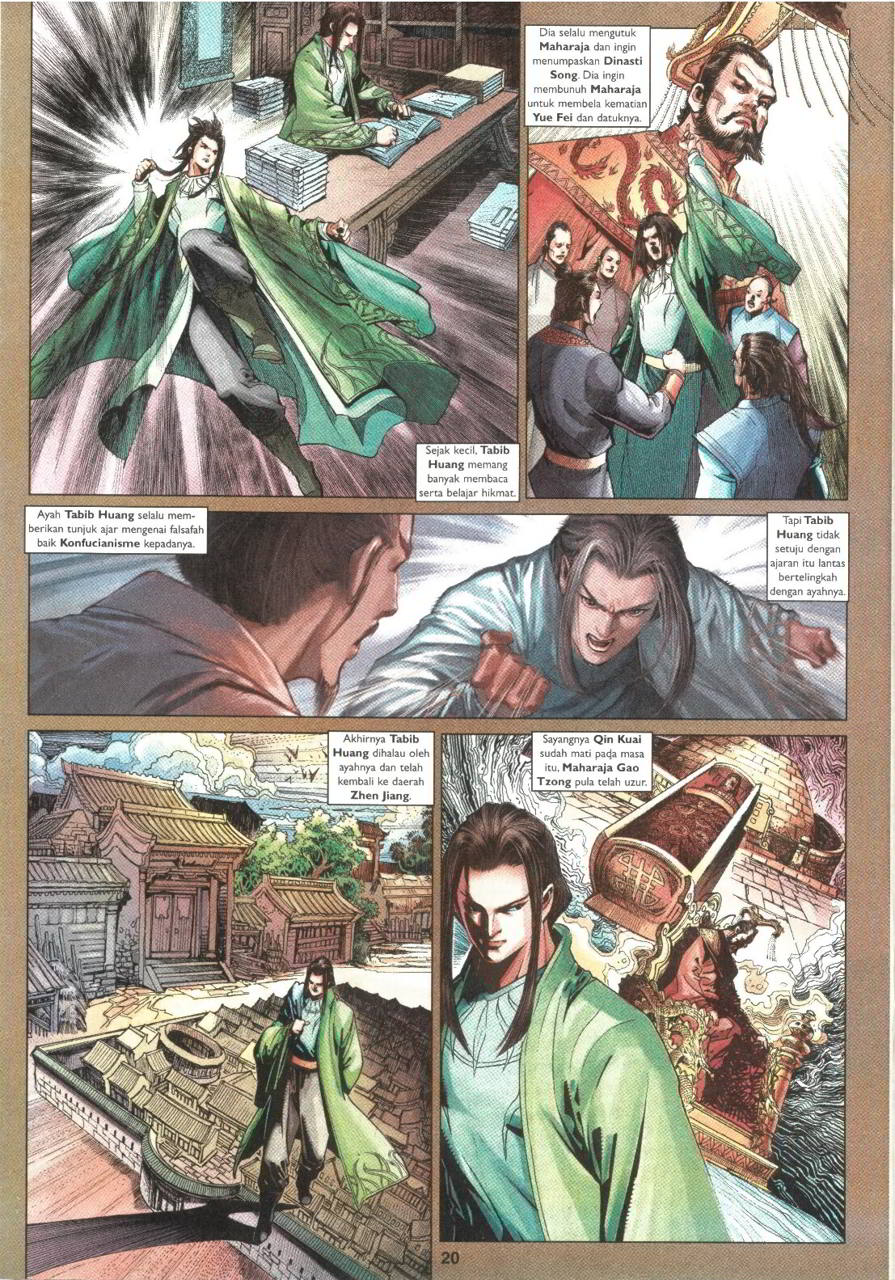 Sejak kecil, Tabib
Huang memang
banyak membaca
serta belajar hikmat.
Dia selalu mengutuk
Maharaja dan ingin
menumpaskan Dinasti
Song. Dia ingin
membunuh Maharaja
untuk membela kematian
Yue Fei dan datuknya.
Ayah Tabib Huang selalu mem-
berikan tunjuk ajar mengenai falsafah
baik Konfucianisme kepadanya.
Tapi Tabib
Huang tidak
setuju dengan
ajaran itu lantas
bertelingkah
dengan ayahnya.
Akhirnya Tabib
Huang dihalau oleh
ayahnya dan telah
kembali ke daerah
Zhen Jiang.
Sayangnya Qin Kuai
sudah mati pada masa
itu, Maharaja Gao
Tzong pula telah uzur.
20